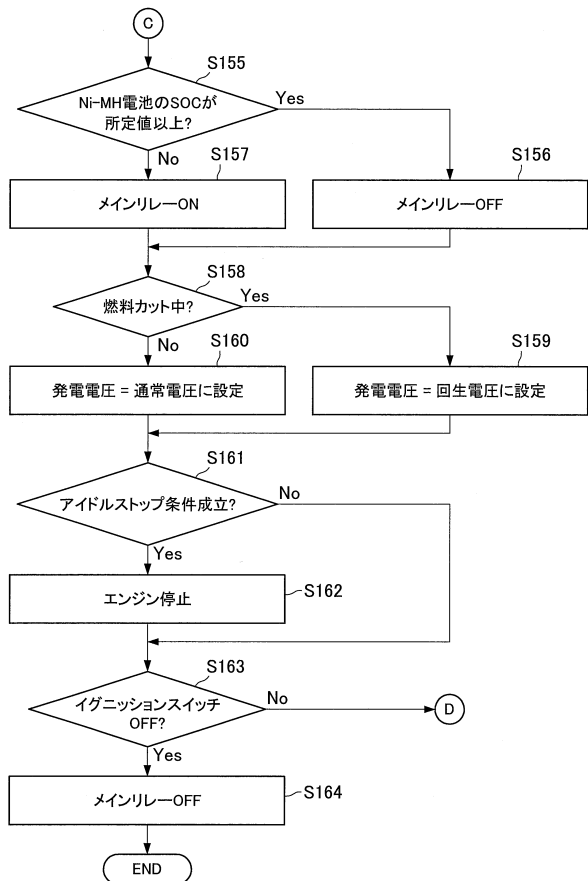 C
S155
Ni-MH電池のSOCが
所定値以上?
Yes
No
S157
メインリレーON
S156
メインリレーOFF
S158
燃料カット中?
Yes
No
S160
発電電圧 = 通常電圧に設定
S159
発電電圧 = 回生電圧に設定
S161
アイドルストップ条件成立?
No
Yes
エンジン停止
S162
S163
イグニッションスイッチ
OFF?
No
D
Yes
メインリレーOFF
S164
END